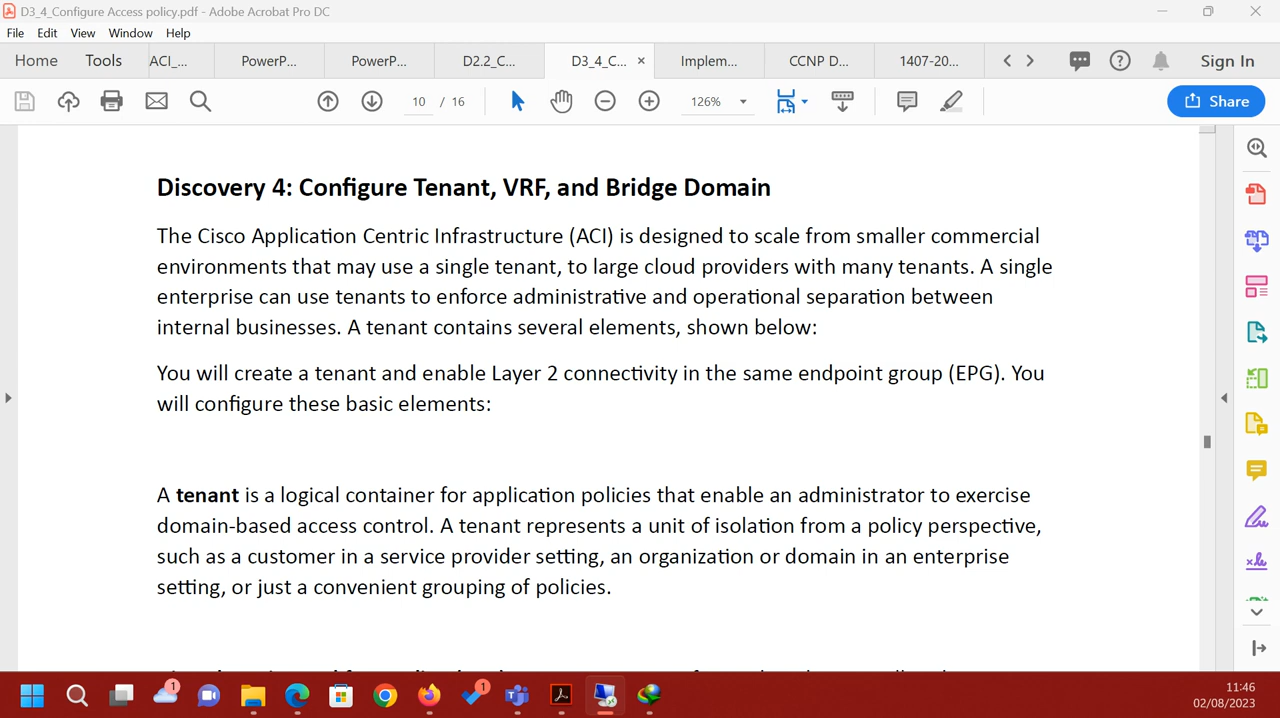 D3_4_Configure Access policy.pdf - Adobe Acrobat Pro DC
File Edit View Window Help
Home Tools ACI_... PowerP... PowerP... D2.2_C... D3_4_C... × Implem... CCNP D... 1407-20... Sign In
10 / 16 126% Share
Discovery 4: Configure Tenant, VRF, and Bridge Domain
The Cisco Application Centric Infrastructure (ACI) is designed to scale from smaller commercial
environments that may use a single tenant, to large cloud providers with many tenants. A single
enterprise can use tenants to enforce administrative and operational separation between
internal businesses. A tenant contains several elements, shown below:
You will create a tenant and enable Layer 2 connectivity in the same endpoint group (EPG). You
will configure these basic elements:
A tenant is a logical container for application policies that enable an administrator to exercise
domain-based access control. A tenant represents a unit of isolation from a policy perspective,
such as a customer in a service provider setting, an organization or domain in an enterprise
setting, or just a convenient grouping of policies.
1 1 11:46
02/08/2023